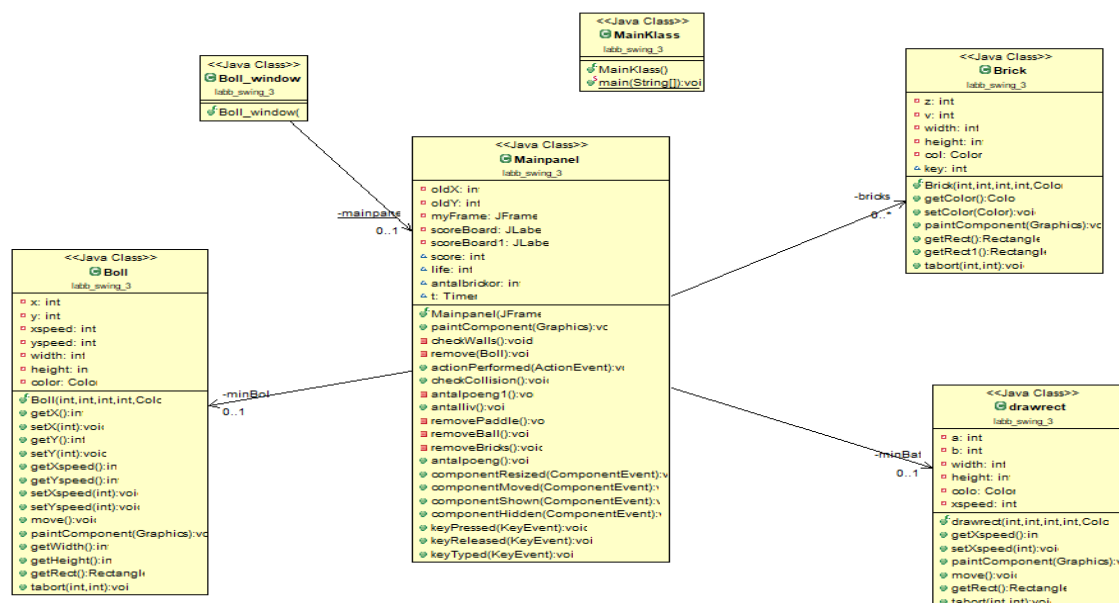 <<Java Class>>
MainKlass
labb_swing_3
MainKlass()
main(String[]):voi
<<Java Class>>
Boll_window
labb_swing_3
Boll_window(
<<Java Class>>
Brick
labb_swing_3
z: int
v: int
width: int
height: int
col: Color
key: int
Brick(int,int,int,int,Colo
getColor():Colo
setColor(Color):voi
paintComponent(Graphics):vo
getRect():Rectangle
getRect1():Rectangle
tabort(int,int):voi
<<Java Class>>
Mainpanel
labb_swing_3
oldX: in
oldY: in
myFrame: JFrame
scoreBoard: JLabe
scoreBoard1: JLabe
score: int
life: int
antalbrickor: in
t: Timer
Mainpanel(JFrame
paintComponent(Graphics):vo
checkWalls():void
remove(Boll):voi
actionPerformed(ActionEvent):v
checkCollision():voi
antalpoeng1():vo
antalliv():voi
removePaddle():vo
removeBall():voi
removeBricks():voi
antalpoeng():voi
componentResized(ComponentEvent):v
componentMoved(ComponentEvent):
componentShown(ComponentEvent):
componentHidden(ComponentEvent):
keyPressed(KeyEvent):voi
keyReleased(KeyEvent):voi
keyTyped(KeyEvent):voi
-mainpane
0..1
-bricks
0..*
-minBol
0..1
-minBat
0..1
<<Java Class>>
Boll
labb_swing_3
x: int
y: int
xspeed: int
yspeed: int
width: int
height: in
color: Colo
Boll(int,int,int,int,Colo
getX():in
setX(int):voi
getY():int
setY(int):voi
getXspeed():in
getYspeed():in
setXspeed(int):voi
setYspeed(int):voi
move():voi
paintComponent(Graphics):vo
getWidth():in
getHeight():in
getRect():Rectangle
tabort(int,int):voi
<<Java Class>>
drawrect
labb_swing_3
a: int
b: int
width: int
height: in
colo: Color
xspeed: int
drawrect(int,int,int,int,Colo
getXspeed():in
setXspeed(int):voi
paintComponent(Graphics):v
move():voi
getRect():Rectangle
tabort(int,int):voi